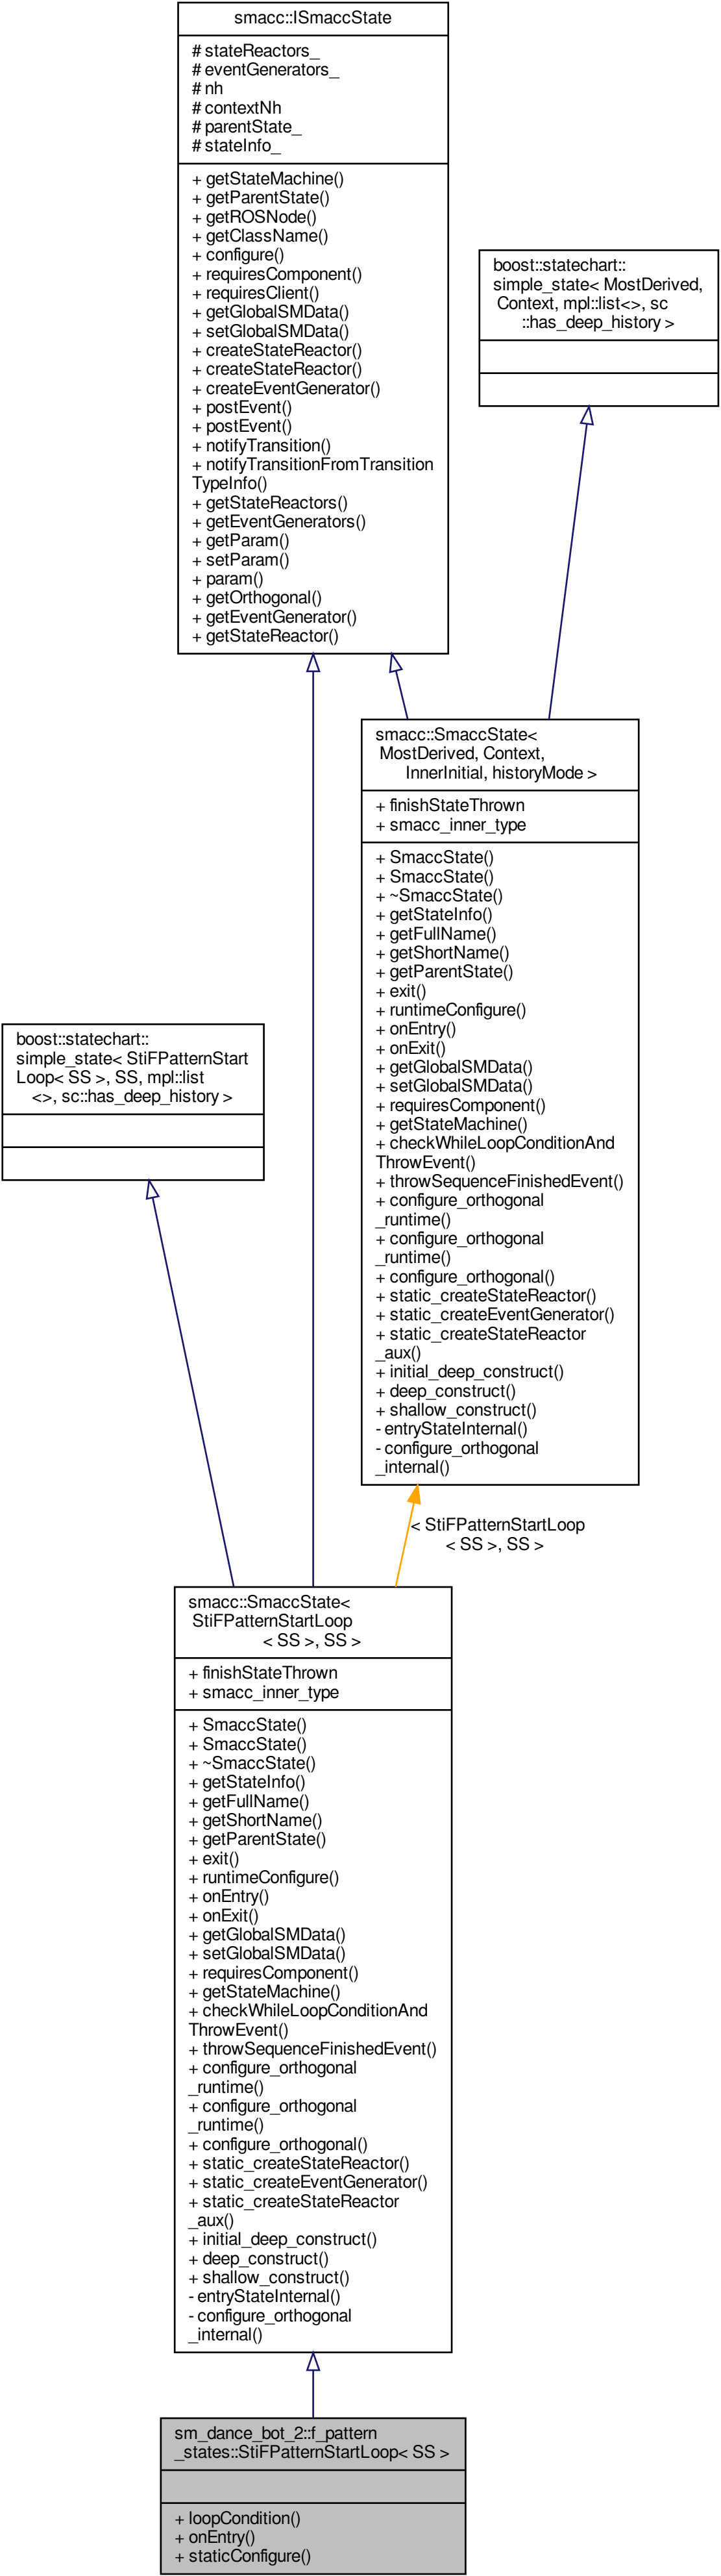 smacc::ISmaccState
# stateReactors_
# eventGenerators_
# nh
# contextNh
# parentState_
# stateInfo_
+ getStateMachine()
+ getParentState()
+ getROSNode()
+ getClassName()
+ configure()
+ requiresComponent()
+ requiresClient()
+ getGlobalSMData()
+ setGlobalSMData()
+ createStateReactor()
+ createStateReactor()
+ createEventGenerator()
+ postEvent()
+ postEvent()
+ notifyTransition()
+ notifyTransitionFromTransition
TypeInfo()
+ getStateReactors()
+ getEventGenerators()
+ getParam()
+ setParam()
+ param()
+ getOrthogonal()
+ getEventGenerator()
+ getStateReactor()
boost::statechart::
simple_state< MostDerived,
Context, mpl::list<>, sc
::has_deep_history >
smacc::SmaccState<
MostDerived, Context,
InnerInitial, historyMode >
+ finishStateThrown
+ smacc_inner_type
+ SmaccState()
+ SmaccState()
+ ~SmaccState()
+ getStateInfo()
+ getFullName()
+ getShortName()
+ getParentState()
+ exit()
+ runtimeConfigure()
+ onEntry()
+ onExit()
+ getGlobalSMData()
+ setGlobalSMData()
+ requiresComponent()
+ getStateMachine()
+ checkWhileLoopConditionAnd
ThrowEvent()
+ throwSequenceFinishedEvent()
+ configure_orthogonal
_runtime()
+ configure_orthogonal
_runtime()
+ configure_orthogonal()
+ static_createStateReactor()
+ static_createEventGenerator()
+ static_createStateReactor
_aux()
+ initial_deep_construct()
+ deep_construct()
+ shallow_construct()
- entryStateInternal()
- configure_orthogonal
_internal()
boost::statechart::
simple_state< StiFPatternStart
Loop< SS >, SS, mpl::list
<>, sc::has_deep_history >
< StiFPatternStartLoop
< SS >, SS >
smacc::SmaccState<
StiFPatternStartLoop
< SS >, SS >
+ finishStateThrown
+ smacc_inner_type
+ SmaccState()
+ SmaccState()
+ ~SmaccState()
+ getStateInfo()
+ getFullName()
+ getShortName()
+ getParentState()
+ exit()
+ runtimeConfigure()
+ onEntry()
+ onExit()
+ getGlobalSMData()
+ setGlobalSMData()
+ requiresComponent()
+ getStateMachine()
+ checkWhileLoopConditionAnd
ThrowEvent()
+ throwSequenceFinishedEvent()
+ configure_orthogonal
_runtime()
+ configure_orthogonal
_runtime()
+ configure_orthogonal()
+ static_createStateReactor()
+ static_createEventGenerator()
+ static_createStateReactor
_aux()
+ initial_deep_construct()
+ deep_construct()
+ shallow_construct()
- entryStateInternal()
- configure_orthogonal
_internal()
sm_dance_bot_2::f_pattern
_states::StiFPatternStartLoop< SS >
+ loopCondition()
+ onEntry()
+ staticConfigure()